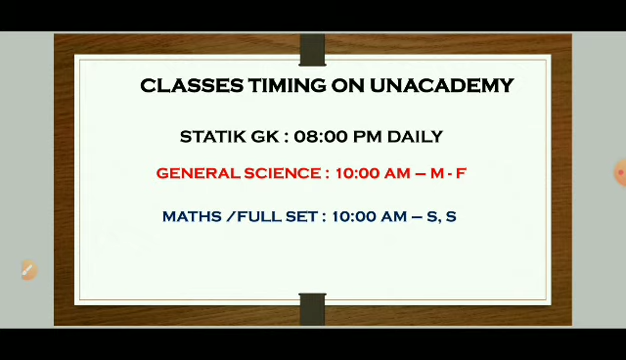 CLASSES TIMING ON UNACADEMY
STATIK GK : 08:00 PM DAILY
GENERAL SCIENCE : 10:00 AM – M - F
MATHS /FULL SET : 10:00 AM – S, S